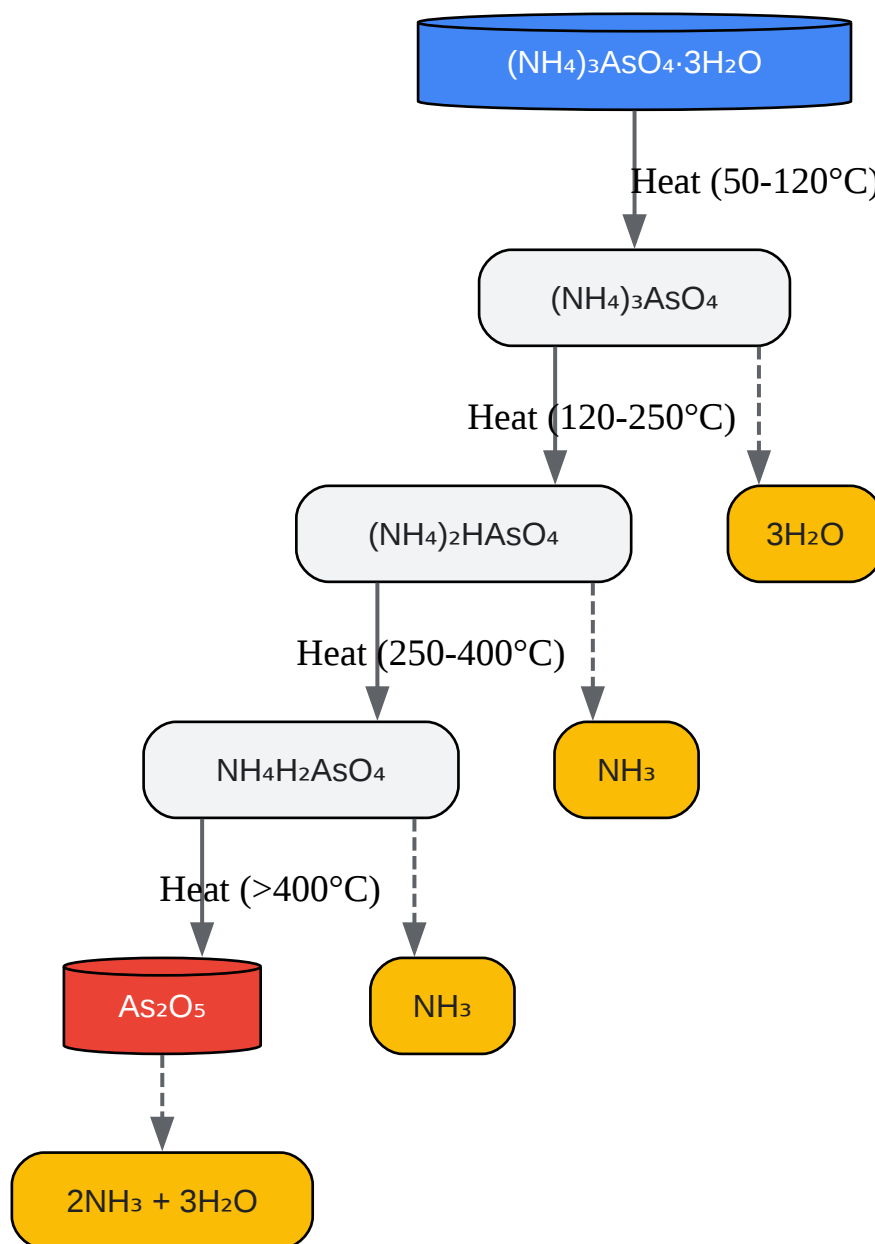 (NH₄)₃AsO₄·3H₂O
Heat (50-120°C)
(NH₄)₃AsO₄
Heat (120-250°C)
(NH₄)₂HAsO₄
3H₂O
Heat (250-400°C)
NH₄H₂AsO₄
NH₃
Heat (>400°C)
As₂O₅
NH₃
2NH₃ + 3H₂O